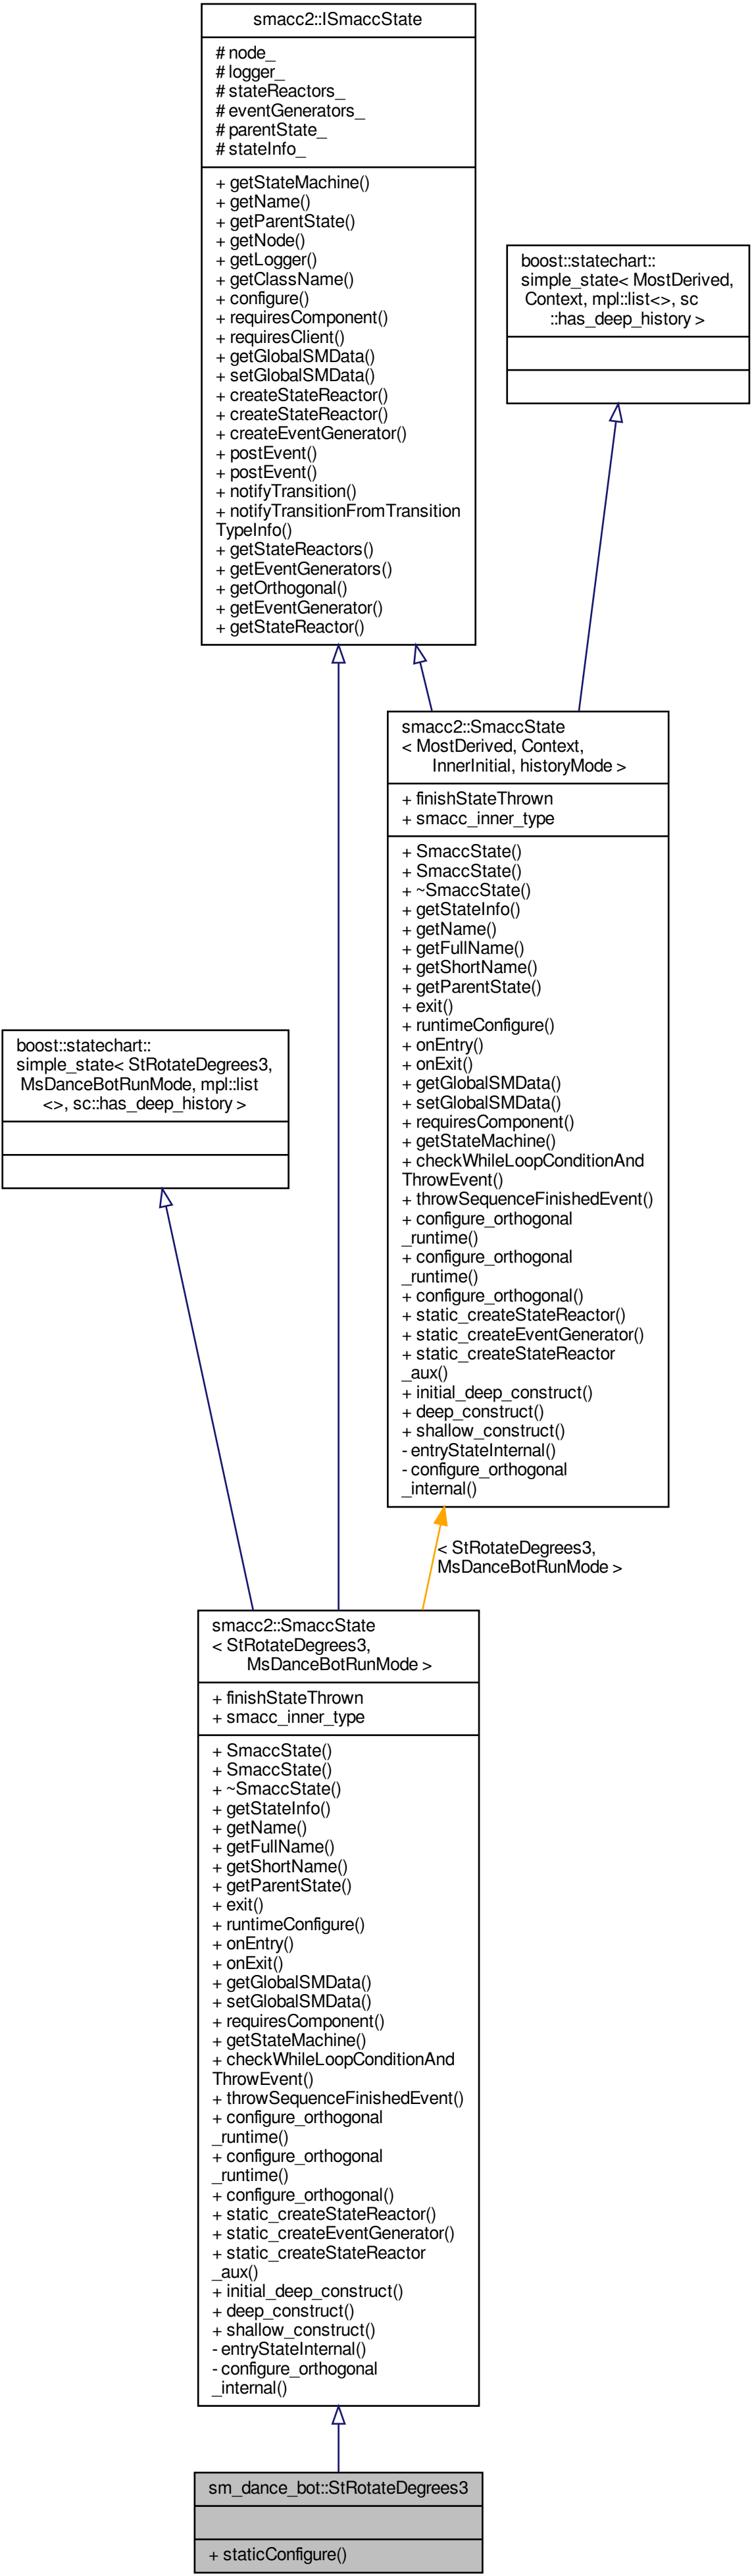 smacc2::ISmaccState
# node_
# logger_
# stateReactors_
# eventGenerators_
# parentState_
# stateInfo_
+ getStateMachine()
+ getName()
+ getParentState()
+ getNode()
+ getLogger()
+ getClassName()
+ configure()
+ requiresComponent()
+ requiresClient()
+ getGlobalSMData()
+ setGlobalSMData()
+ createStateReactor()
+ createStateReactor()
+ createEventGenerator()
+ postEvent()
+ postEvent()
+ notifyTransition()
+ notifyTransitionFromTransition
TypeInfo()
+ getStateReactors()
+ getEventGenerators()
+ getOrthogonal()
+ getEventGenerator()
+ getStateReactor()
boost::statechart::
simple_state< MostDerived,
Context, mpl::list<>, sc
::has_deep_history >
smacc2::SmaccState
< MostDerived, Context,
InnerInitial, historyMode >
+ finishStateThrown
+ smacc_inner_type
+ SmaccState()
+ SmaccState()
+ ~SmaccState()
+ getStateInfo()
+ getName()
+ getFullName()
+ getShortName()
+ getParentState()
+ exit()
+ runtimeConfigure()
+ onEntry()
+ onExit()
+ getGlobalSMData()
+ setGlobalSMData()
+ requiresComponent()
+ getStateMachine()
+ checkWhileLoopConditionAnd
ThrowEvent()
+ throwSequenceFinishedEvent()
+ configure_orthogonal
_runtime()
+ configure_orthogonal
_runtime()
+ configure_orthogonal()
+ static_createStateReactor()
+ static_createEventGenerator()
+ static_createStateReactor
_aux()
+ initial_deep_construct()
+ deep_construct()
+ shallow_construct()
- entryStateInternal()
- configure_orthogonal
_internal()
boost::statechart::
simple_state< StRotateDegrees3,
MsDanceBotRunMode, mpl::list
<>, sc::has_deep_history >
< StRotateDegrees3,
MsDanceBotRunMode >
smacc2::SmaccState
< StRotateDegrees3,
MsDanceBotRunMode >
+ finishStateThrown
+ smacc_inner_type
+ SmaccState()
+ SmaccState()
+ ~SmaccState()
+ getStateInfo()
+ getName()
+ getFullName()
+ getShortName()
+ getParentState()
+ exit()
+ runtimeConfigure()
+ onEntry()
+ onExit()
+ getGlobalSMData()
+ setGlobalSMData()
+ requiresComponent()
+ getStateMachine()
+ checkWhileLoopConditionAnd
ThrowEvent()
+ throwSequenceFinishedEvent()
+ configure_orthogonal
_runtime()
+ configure_orthogonal
_runtime()
+ configure_orthogonal()
+ static_createStateReactor()
+ static_createEventGenerator()
+ static_createStateReactor
_aux()
+ initial_deep_construct()
+ deep_construct()
+ shallow_construct()
- entryStateInternal()
- configure_orthogonal
_internal()
sm_dance_bot::StRotateDegrees3
+ staticConfigure()